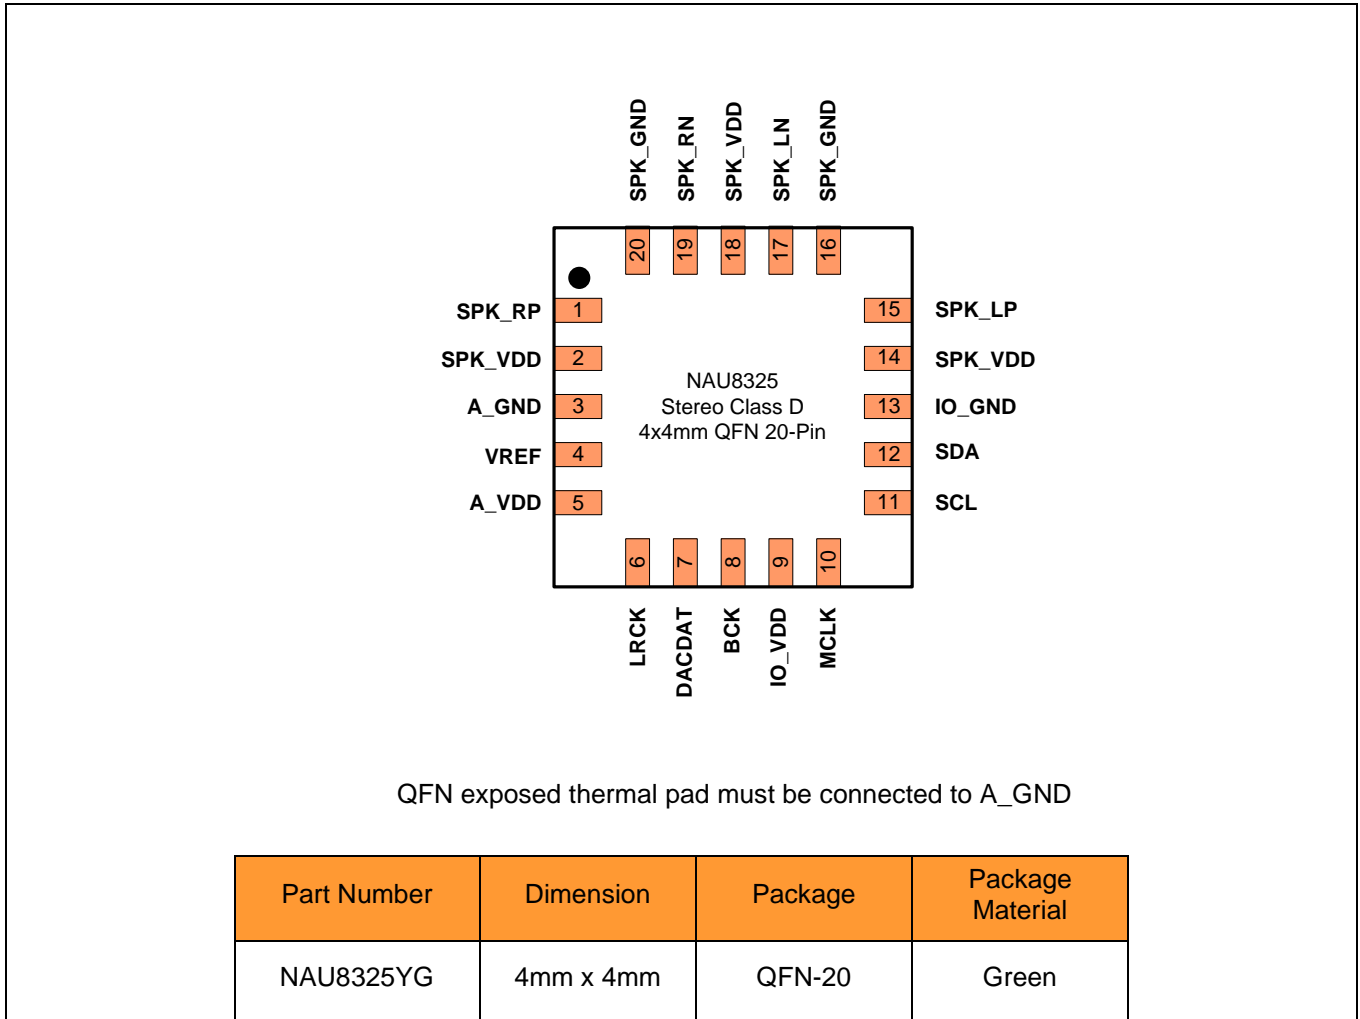 SPK_GND
SPK_RN
SPK_VDD
SPK_LN
SPK_GND
20
19
18
17
16
SPK_RP 1
SPK_VDD 2
A_GND 3
VREF 4
A_VDD 5
15 SPK_LP
14 SPK_VDD
13 IO_GND
12 SDA
11 SCL
NAU8325
Stereo Class D
4x4mm QFN 20-Pin
6
7
8
9
10
LRCK
DACDAT
BCK
IO_VDD
MCLK
QFN exposed thermal pad must be connected to A_GND
Part Number
Dimension
Package
Package
Material
NAU8325YG
4mm x 4mm
QFN-20
Green